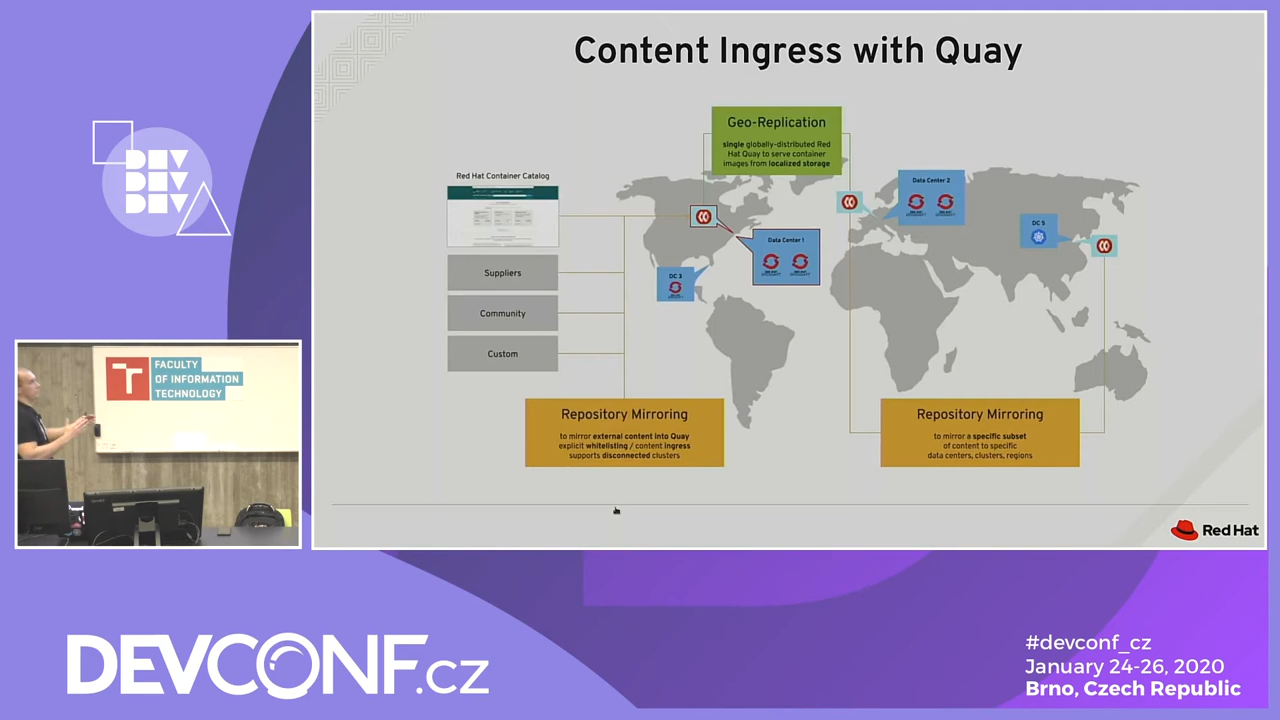 Content Ingress with Quay
Geo-Replication
single globally-distributed Red
Hat Quay to serve container
images from localized storage
Red Hat Container Catalog
Suppliers
Community
Custom
Data Center 1
Data Center 2
DC 3
DC 5
Repository Mirroring
to mirror external content into Quay
explicit whitelisting / content ingress
supports disconnected clusters
Repository Mirroring
to mirror a specific subset
of content to specific
data centers, clusters, regions
Red Hat
DEV
DEV
DEV
FACULTY
OF INFORMATION
TECHNOLOGY
DEVCONF.cz
#devconf_cz
January 24-26, 2020
Brno, Czech Republic